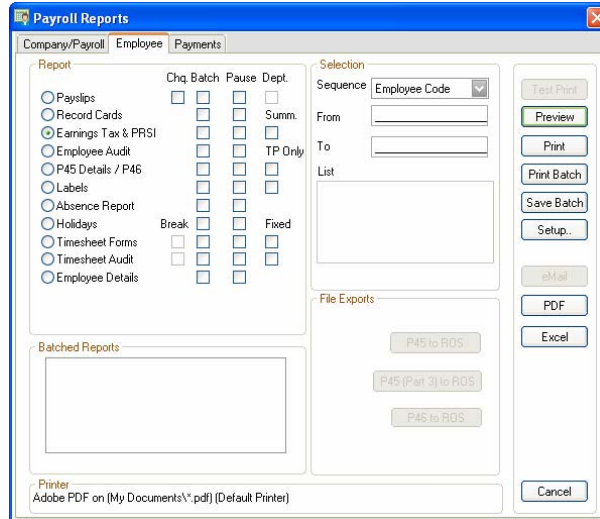 Payroll Reports
Company/Payroll Employee Payments
Report
Chq. Batch Pause Dept.
Payslips
Record Cards Summ.
Earnings Tax & PRSI
Employee Audit TP Only
P45 Details / P46
Labels
Absence Report
Holidays Break Fixed
Timesheet Forms
Timesheet Audit
Employee Details
Selection
Sequence Employee Code
From
To
List
File Exports
P45 to ROS
P45 (Part 3) to ROS
P46 to ROS
Test Print
Preview
Print
Print Batch
Save Batch
Setup..
eMail
PDF
Excel
Cancel
Batched Reports
Printer
Adobe PDF on (My Documents\*.pdf) (Default Printer)